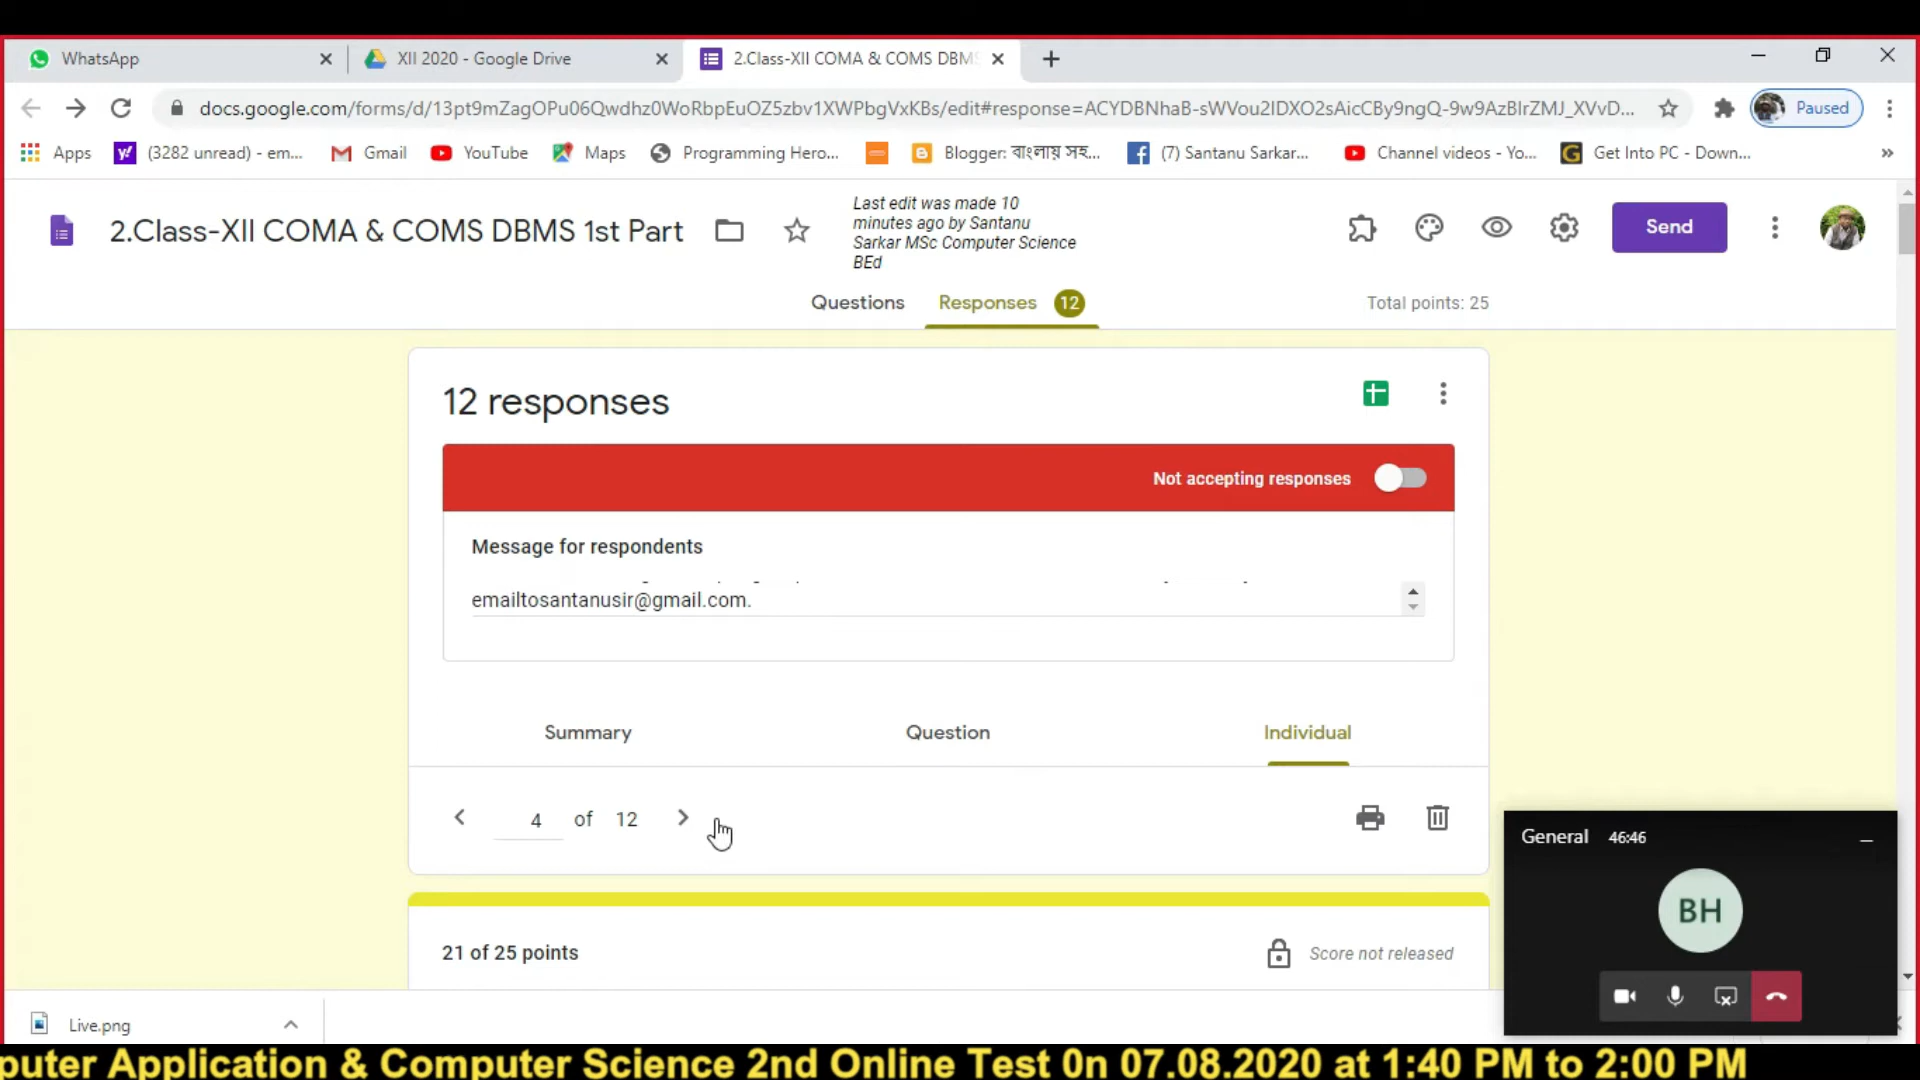 WhatsApp
XII 2020 - Google Drive
2.Class-XII COMA & COMS DBMS
docs.google.com/forms/d/13pt9mZagOPu06Qwdhz0WoRbpEuOZ5zbv1XWPbgVxKBs/edit#response=ACYDBNhaB-sWVou2IDXO2sAicCBy9ngQ-9w9AzBIrZMJ_XVvD...
Paused
Apps
(3282 unread) - em...
Gmail
YouTube
Maps
Programming Hero...
Blogger: বাংলায় সহ...
(7) Santanu Sarkar...
Channel videos - Yo...
Get Into PC - Down...
2.Class-XII COMA & COMS DBMS 1st Part
Last edit was made 10
minutes ago by Santanu
Sarkar MSc Computer Science
BEd
Send
Questions
Responses 12
Total points: 25
12 responses
Not accepting responses
Message for respondents
emailtosantanusir@gmail.com.
Summary
Question
Individual
4 of 12
21 of 25 points
Score not released
General 46:46
BH
Live.png
puter Application & Computer Science 2nd Online Test 0n 07.08.2020 at 1:40 PM to 2:00 PM